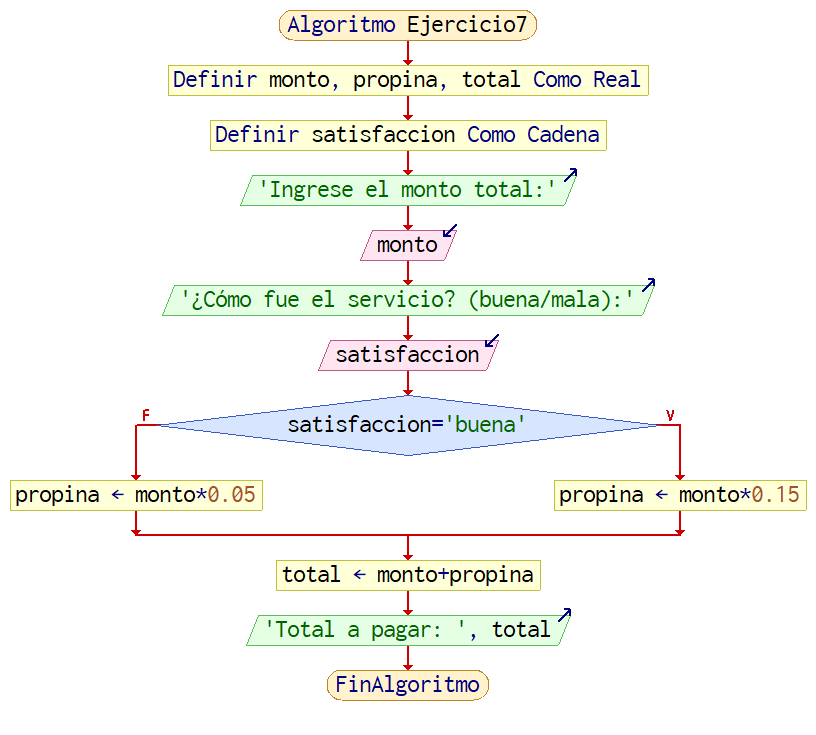 Algoritmo Ejercicio7
Definir monto, propina, total Como Real
Definir satisfaccion Como Cadena
'Ingrese el monto total:'
monto
'¿Cómo fue el servicio? (buena/mala):'
satisfaccion
F
V
satisfaccion='buena'
propina ← monto*0.05
propina ← monto*0.15
total ← monto+propina
'Total a pagar: ', total
FinAlgoritmo